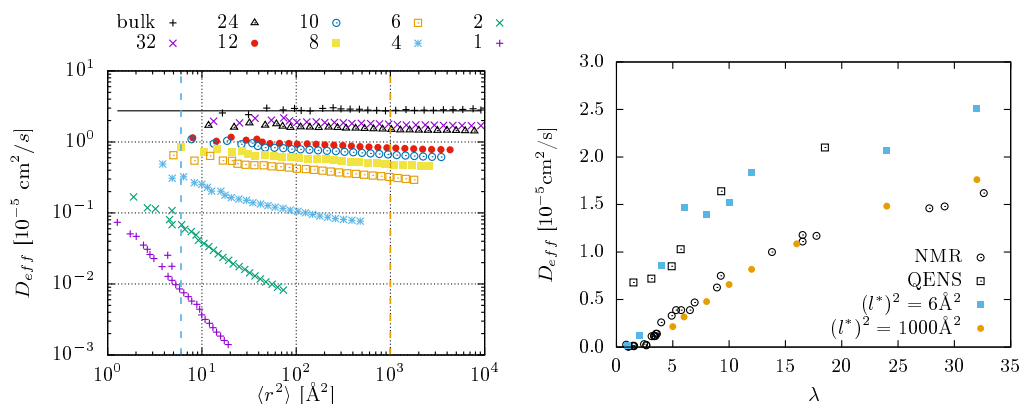 bulk 24 10 6 2
32 12 8 4 1
10^1
10^0
10^-1
10^-2
10^-3
D_eff [10^-5 cm^2/s]
10^0 10^1 10^2 10^3 10^4
⟨r^2⟩ [Å^2]
3.0
2.5
2.0
1.5
1.0
0.5
0.0
D_eff [10^-5 cm^2/s]
NMR
QENS
(l*)^2 = 6Å^2
(l*)^2 = 1000Å^2
0 5 10 15 20 25 30 35
λ